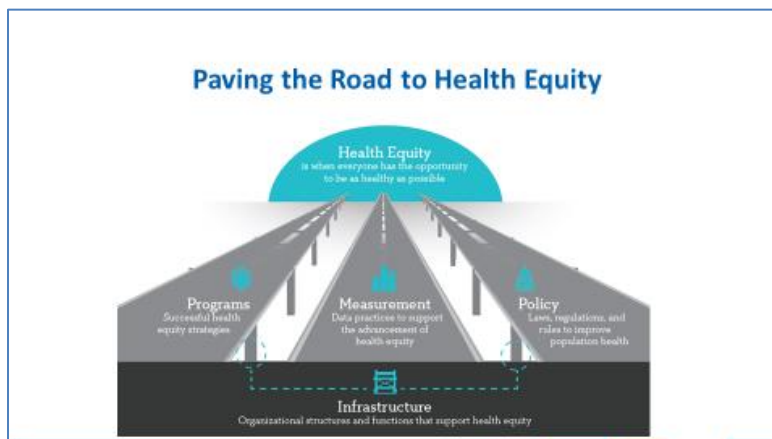 Paving the Road to Health Equity
Health Equity
is when everyone has the opportunity
to be as healthy as possible
Programs
Successful health
equity strategies
Measurement
Data practices to support
the advancement of
health equity
Policy
Laws, regulations, and
rules to improve
population health
Infrastructure
Organizational structures and functions that support health equity